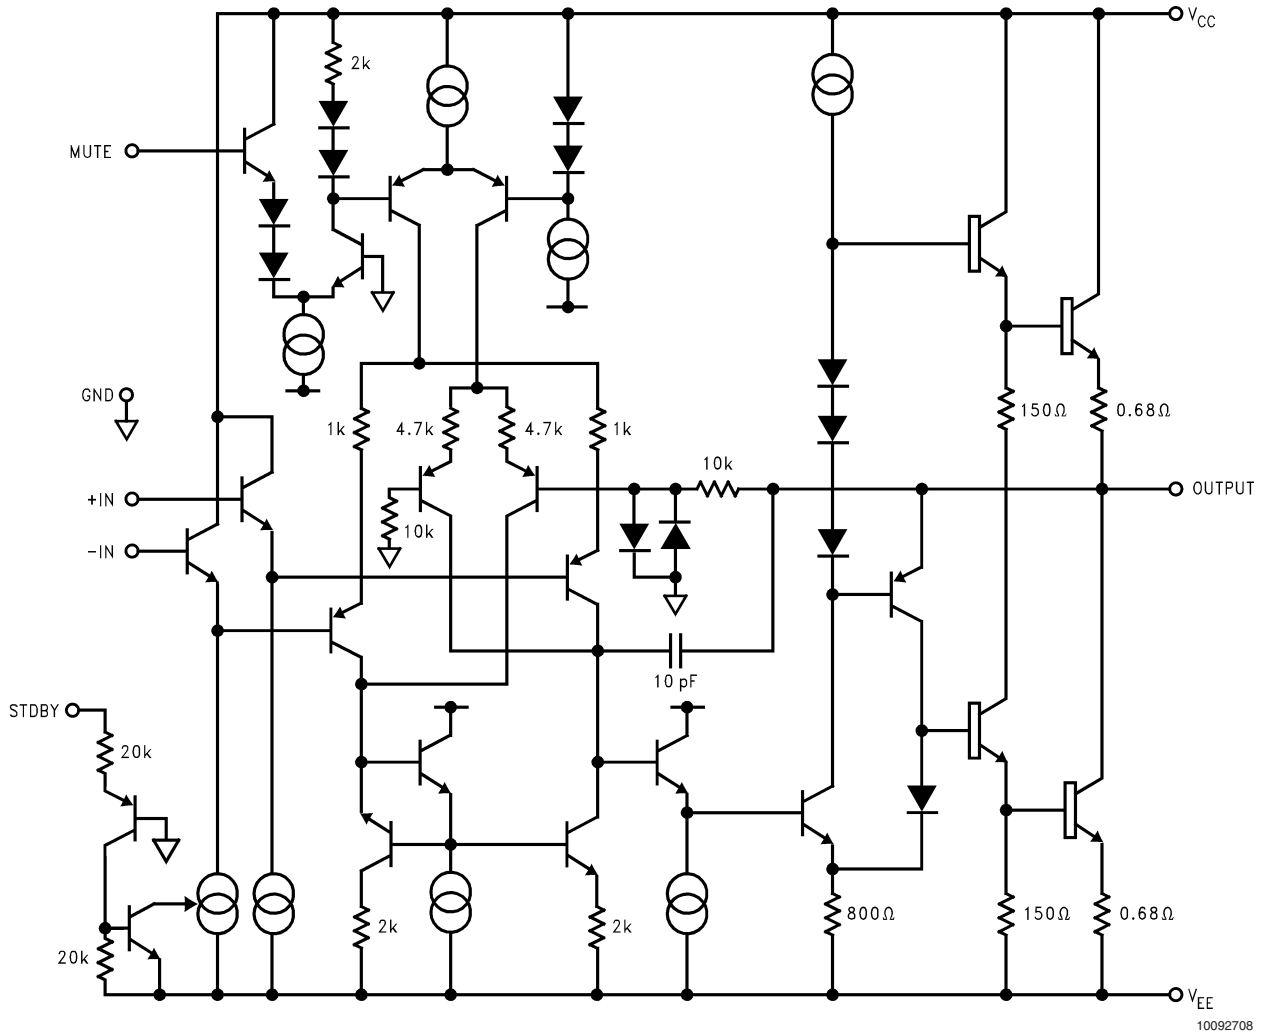 V_CC
2k
MUTE
GND
1k
4.7k
4.7k
1k
150Ω
0.68Ω
10k
+IN
OUTPUT
10k
−IN
10 pF
STDBY
20k
2k
2k
800Ω
150Ω
0.68Ω
20k
V_EE
10092708